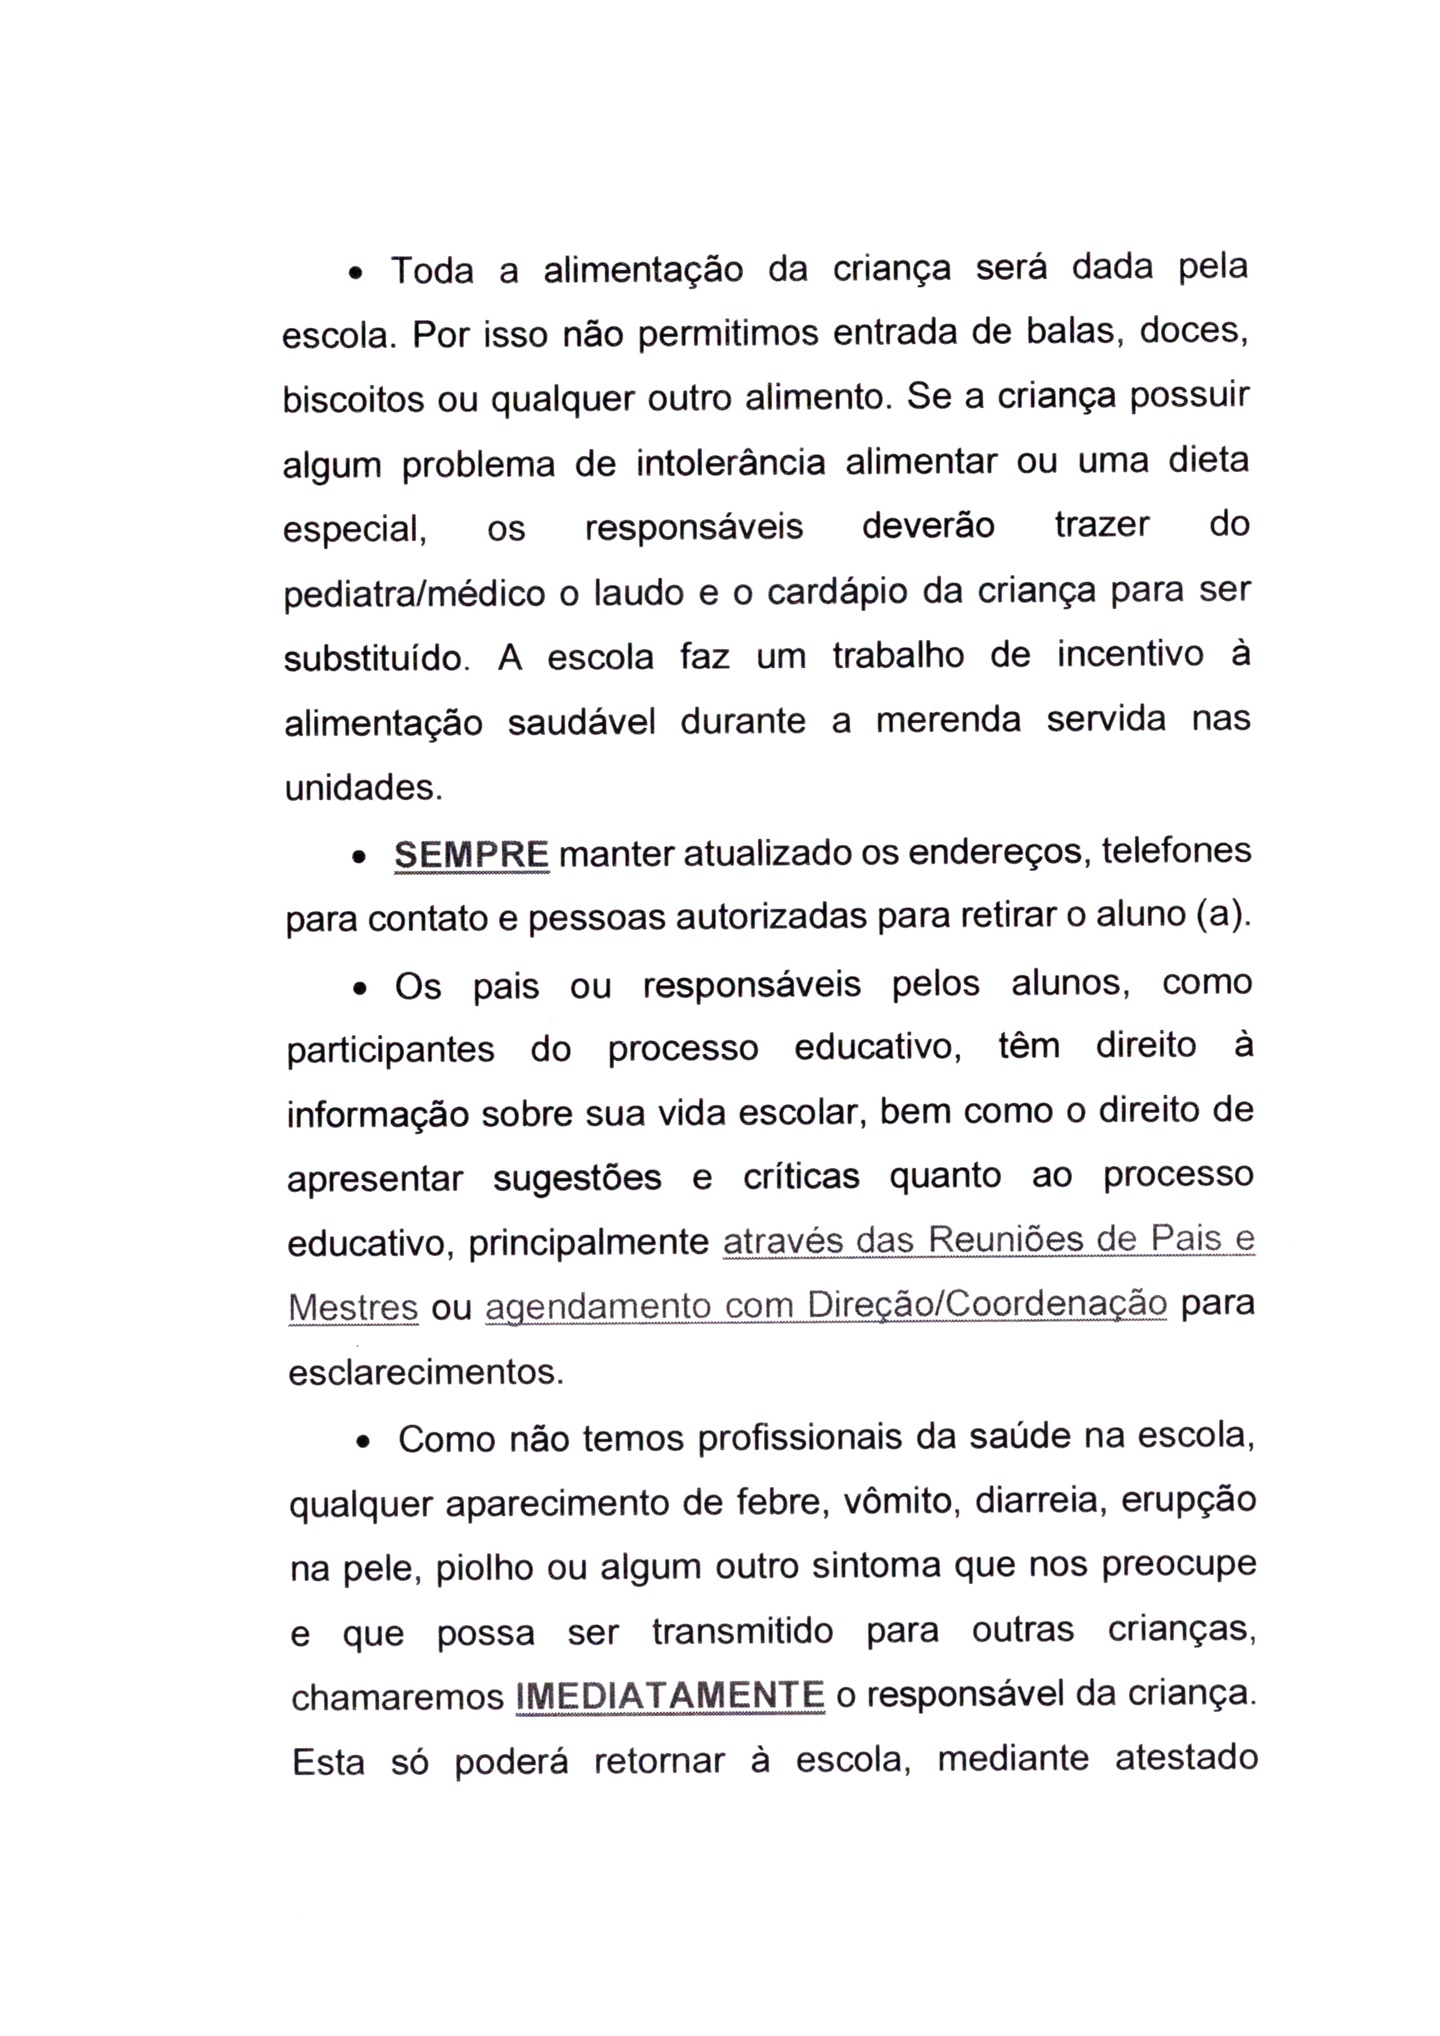 • Toda a alimentação da criança será dada pela
escola. Por isso não permitimos entrada de balas, doces,
biscoitos ou qualquer outro alimento. Se a criança possuir
algum problema de intolerância alimentar ou uma dieta
especial, os responsáveis deverão trazer do
pediatra/médico o laudo e o cardápio da criança para ser
substituído. A escola faz um trabalho de incentivo à
alimentação saudável durante a merenda servida nas
unidades.
• SEMPRE manter atualizado os endereços, telefones
para contato e pessoas autorizadas para retirar o aluno (a).
• Os pais ou responsáveis pelos alunos, como
participantes do processo educativo, têm direito à
informação sobre sua vida escolar, bem como o direito de
apresentar sugestões e críticas quanto ao processo
educativo, principalmente através das Reuniões de Pais e
Mestres ou agendamento com Direção/Coordenação para
esclarecimentos.
• Como não temos profissionais da saúde na escola,
qualquer aparecimento de febre, vômito, diarreia, erupção
na pele, piolho ou algum outro sintoma que nos preocupe
e que possa ser transmitido para outras crianças,
chamaremos IMEDIATAMENTE o responsável da criança.
Esta só poderá retornar à escola, mediante atestado